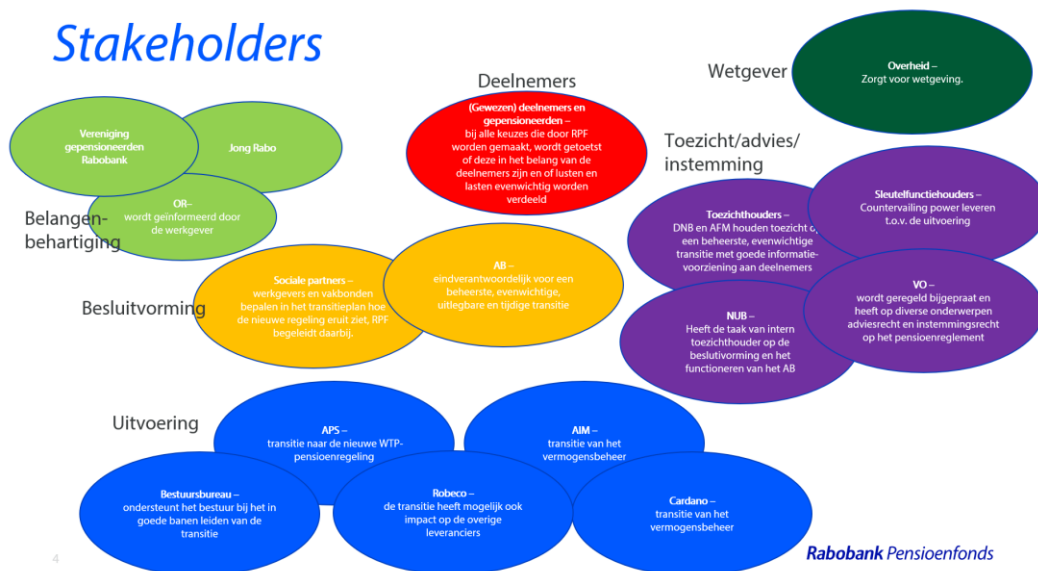 Stakeholders
Wetgever
Overheid –
Zorgt voor wetgeving.
Deelnemers
(Gewezen) deelnemers en
gepensioneerden –
bij alle keuzes die door RPF
worden gemaakt, wordt getoetst
of deze in het belang van de
deelnemers zijn en of lusten en
lasten evenwichtig worden
verdeeld
Vereniging
gepensioneerden
Rabobank
Jong Rabo
OR–
wordt geïnformeerd door
de werkgever
Belangen-
behartiging
Toezicht/advies/
instemming
Sleutelfunctiehouders –
Countervailing power leveren
t.o.v. de uitvoering
Toezichthouders –
DNB en AFM houden toezicht
een beheerste, evenwichtige
transitie met goede informatie-
voorziening aan deelnemers
VO –
wordt geregeld bijgepraat en
heeft op diverse onderwerpen
adviesrecht en instemmingsrecht
op het pensioenreglement
NUB –
Heeft de taak van intern
toezichthouder op de
beslutivorming en het
functioneren van het AB
Besluitvorming
Sociale partners –
werkgevers en vakbonden
bepalen in het transitieplan hoe
de nieuwe regeling eruit ziet, RPF
begeleidt daarbij.
AB –
eindverantwoordelijk voor een
beheerste, evenwichtige,
uitlegbare en tijdige transitie
Uitvoering
APS –
transitie naar de nieuwe WTP-
pensioenregeling
AIM –
transitie van het
vermogensbeheer
Bestuursbureau –
ondersteunt het bestuur bij het in
goede banen leiden van de
transitie
Robeco –
de transitie heeft mogelijk ook
impact op de overige
leveranciers
Cardano –
transitie van het
vermogensbeheer
4
Rabobank Pensioenfonds